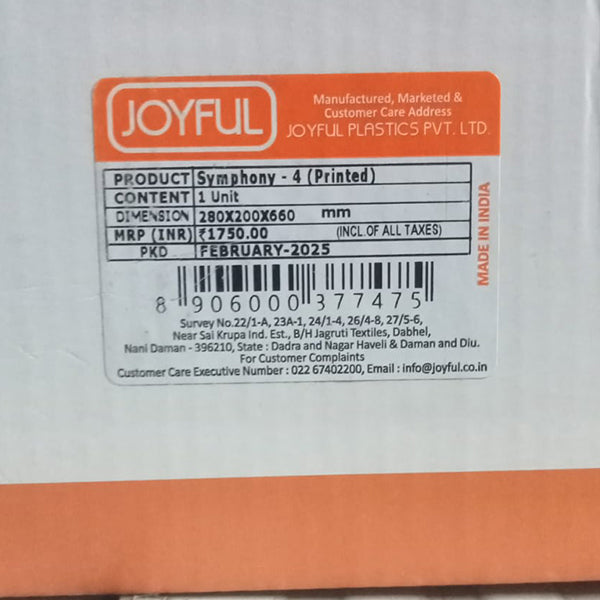 JOYFUL
Manufactured, Marketed &
Customer Care Address
JOYFUL PLASTICS PVT. LTD.
PRODUCT Symphony - 4 (Printed)
CONTENT 1 Unit
DIMENSION 280X200X660 mm
MRP (INR) ₹1750.00 (INCL.OF ALL TAXES)
PKD FEBRUARY-2025
MADE IN INDIA
8 906000 377475
Survey No.22/1-A, 23A-1, 24/1-4, 26/4-8, 27/5-6,
Near Sai Krupa Ind. Est., B/H Jagruti Textiles, Dabhel,
Nani Daman - 396210, State : Dadra and Nagar Haveli & Daman and Diu.
For Customer Complaints
Customer Care Executive Number : 022 67402200, Email : info@joyful.co.in